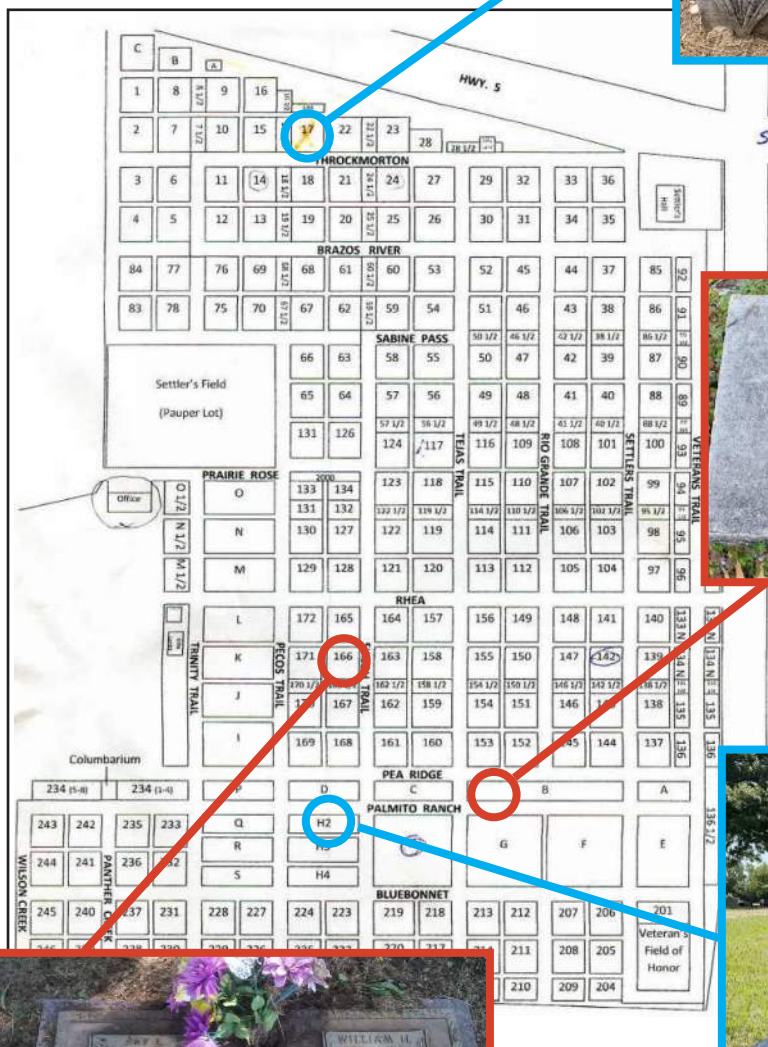 C
B
A
HWY. 5
1 8 8 1/2 9 16
2 7 7 1/2 10 15 17 22 22 1/2 23
28 28 1/2
THROCKMORTON
3 6 11 14 18 1/2 18 21 24 1/2 24 27 29 32 33 36
Settler's Hall
4 5 12 13 19 1/2 19 20 25 1/2 25 26 30 31 34 35
BRAZOS RIVER
84 77 76 69 68 1/2 68 61 60 1/2 60 53 52 45 44 37 85 92
83 78 75 70 67 1/2 67 62 59 1/2 59 54 51 46 43 38 86 91
SABINE PASS 50 1/2 46 1/2 42 1/2 38 1/2 86 1/2
66 63 58 55 50 47 42 39 87 90
Settler's Field
(Pauper Lot)
65 64 57 56 49 48 41 40 88 89
57 1/2 56 1/2 49 1/2 48 1/2 41 1/2 40 1/2 88 1/2
131 126 124 117 116 109 108 101 100 93
TEJAS TRAIL
RIO GRANDE TRAIL
SETTLERS TRAIL
VETERANS TRAIL
PRAIRIE ROSE 2000
Office
O 1/2 O 133 134 123 118 115 110 107 102 99 94
131 132 122 1/2 119 1/2 114 1/2 110 1/2 106 1/2 102 1/2 95 1/2
N 1/2 N 130 127 122 119 114 111 106 103 98 95
M 1/2 M 129 128 121 120 113 112 105 104 97 96
RHEA
L 172 165 164 157 156 149 148 141 140 133 N 133 N
K 171 166 163 158 155 150 147 142 139 134 N 134 N
TRINITY TRAIL
PECOS TRAIL
TRAIL
170 1/2 162 1/2 158 1/2 154 1/2 150 1/2 146 1/2 142 1/2 138 1/2
J 167 162 159 154 151 146 138 135 135
I 169 168 161 160 153 152 145 144 137 136 136
Columbarium
PEA RIDGE
234 (5-8) 234 (1-4) P D C B A
PALMITO RANCH
136 1/2
243 242 235 233 Q H2
244 241 236 232 R H3 G F E
S H4
WILSON CREEK
PANTHER CREEK
BLUEBONNET
245 240 237 231 228 227 224 223 219 218 213 212 207 206 201
Veteran's
Field of
Honor
220 217 211 208 205
210 209 204
WILLIAM H.